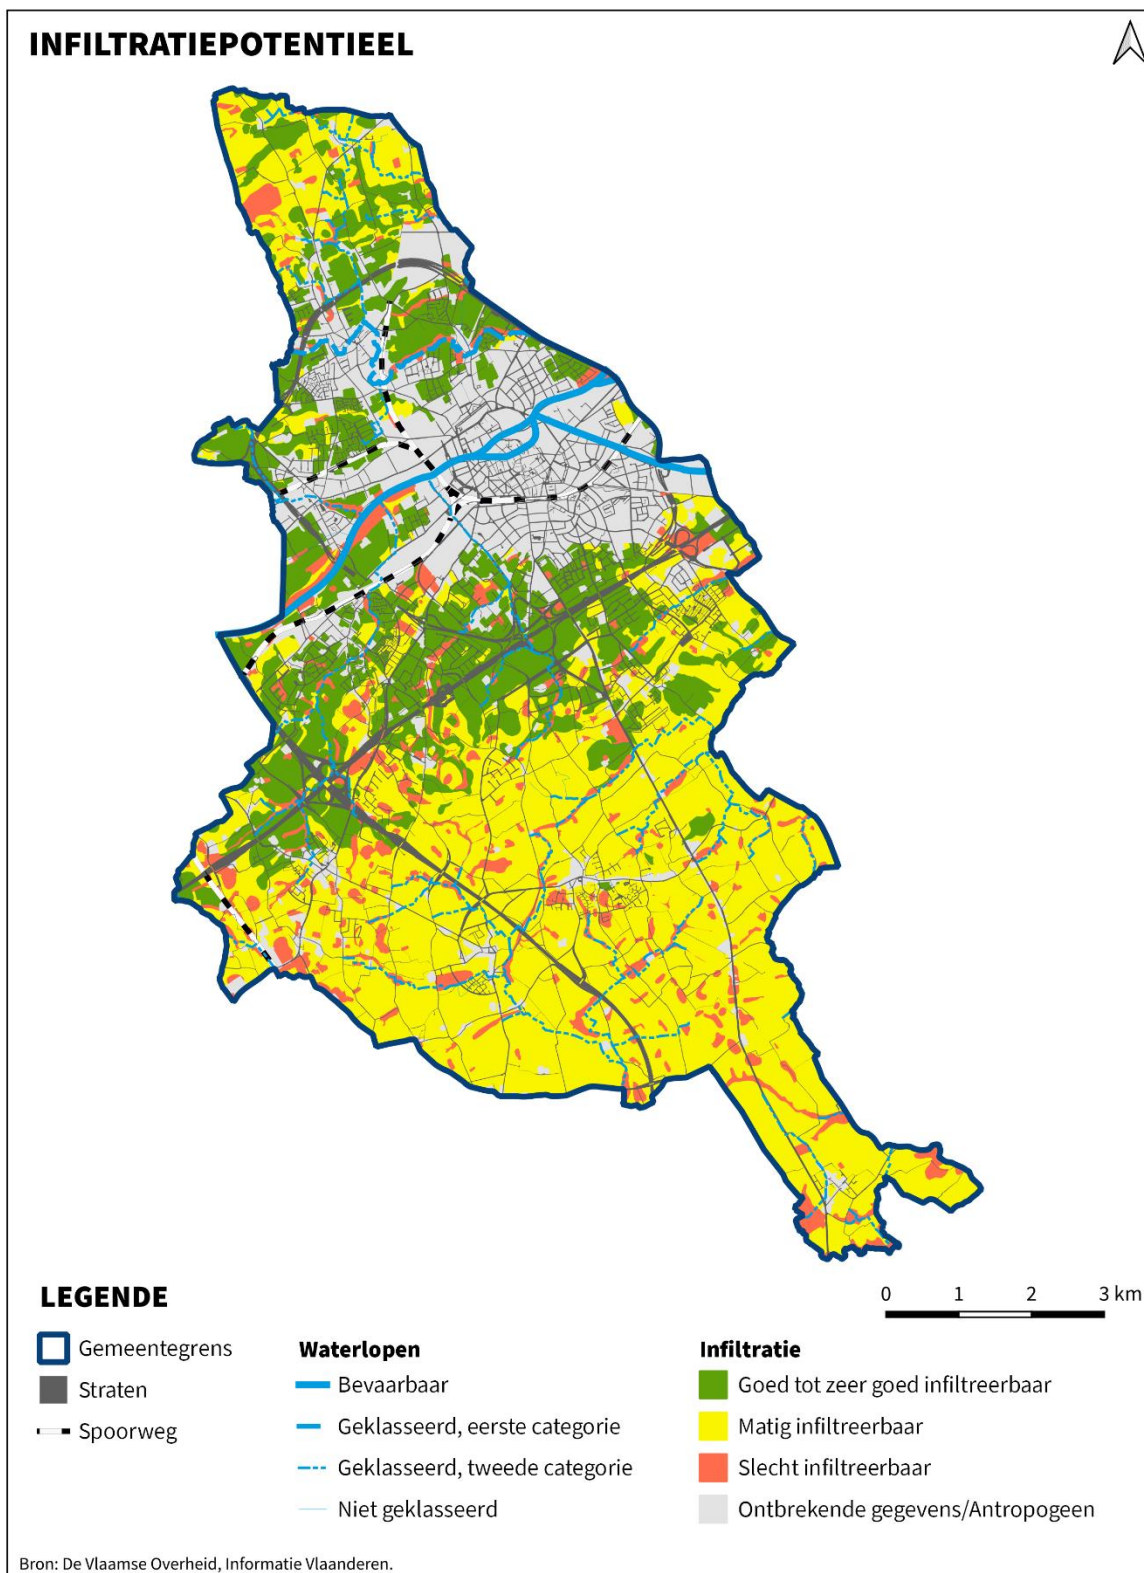 INFILTRATIEPOTENTIEEL
0 1 2 3 km
LEGENDE
Gemeentegrens
Straten
Spoorweg
Waterlopen
Bevaarbaar
Geklasseerd, eerste categorie
Geklasseerd, tweede categorie
Niet geklasseerd
Infiltratie
Goed tot zeer goed infiltreerbaar
Matig infiltreerbaar
Slecht infiltreerbaar
Ontbrekende gegevens/Antropogeen
Bron: De Vlaamse Overheid, Informatie Vlaanderen.